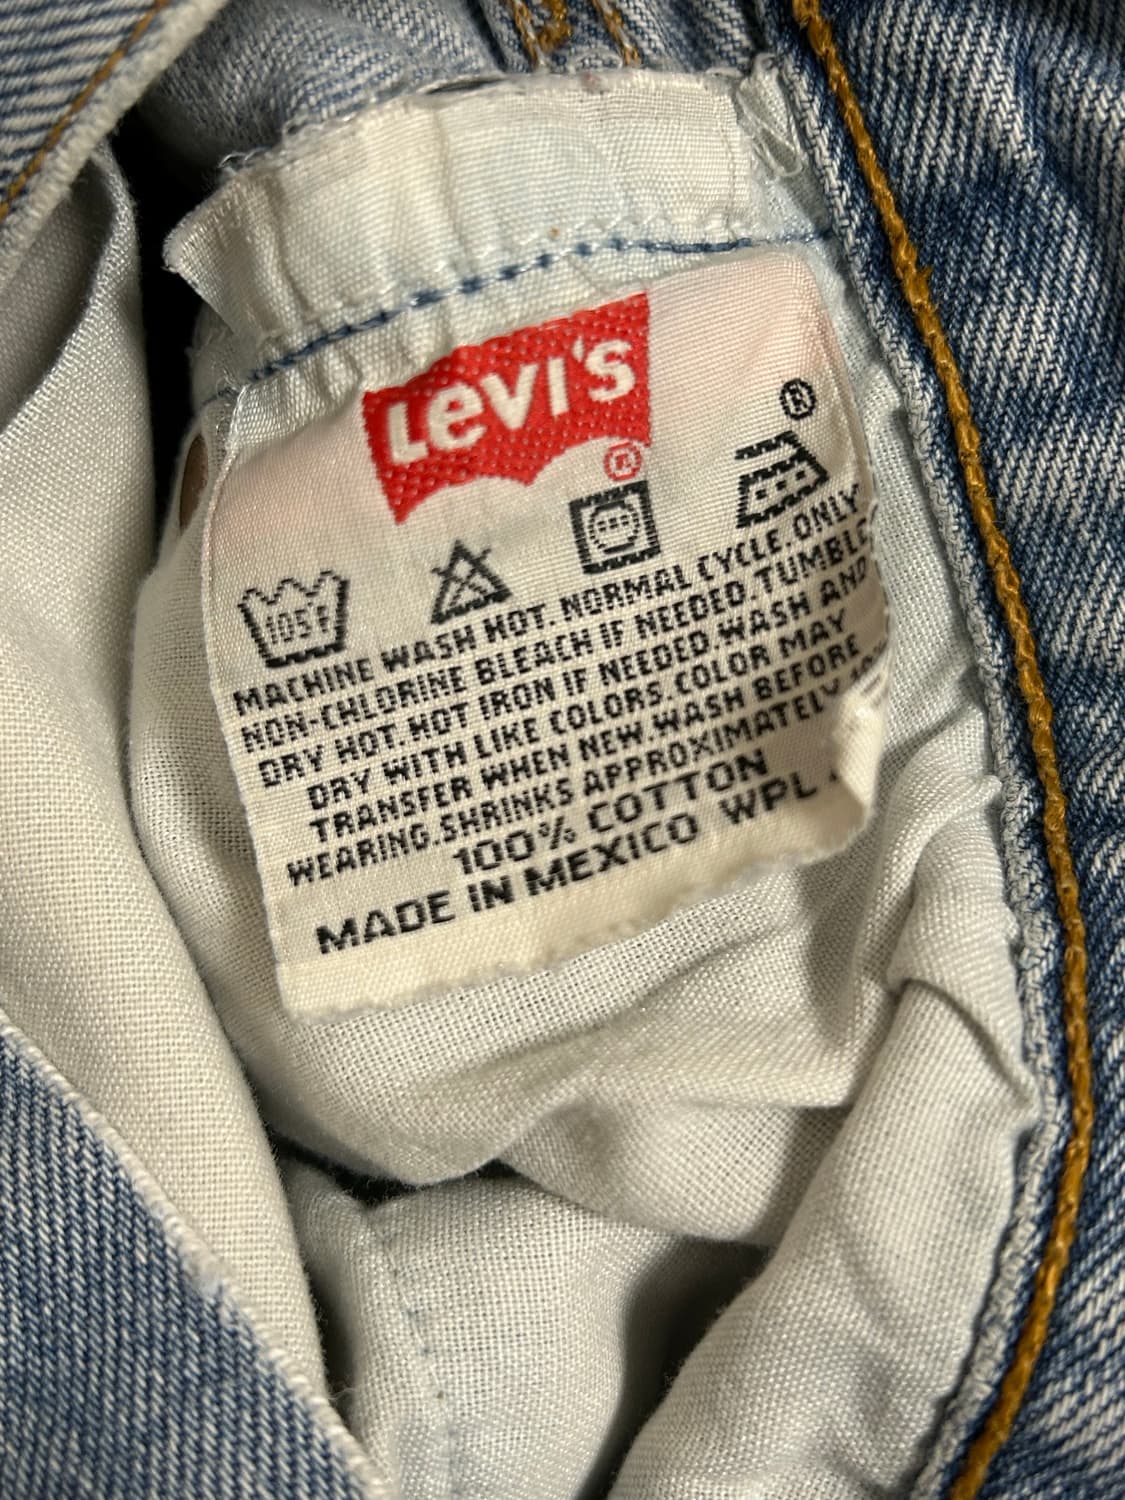 LEVI'S ®
®
105°F
MACHINE WASH HOT. NORMAL CYCLE. ONLY
NON-CHLORINE BLEACH IF NEEDED. TUMBLE
DRY HOT. HOT IRON IF NEEDED. WASH AND
DRY WITH LIKE COLORS. COLOR MAY
TRANSFER WHEN NEW. WASH BEFORE
WEARING. SHRINKS APPROXIMATELY
100% COTTON
MADE IN MEXICO WPL